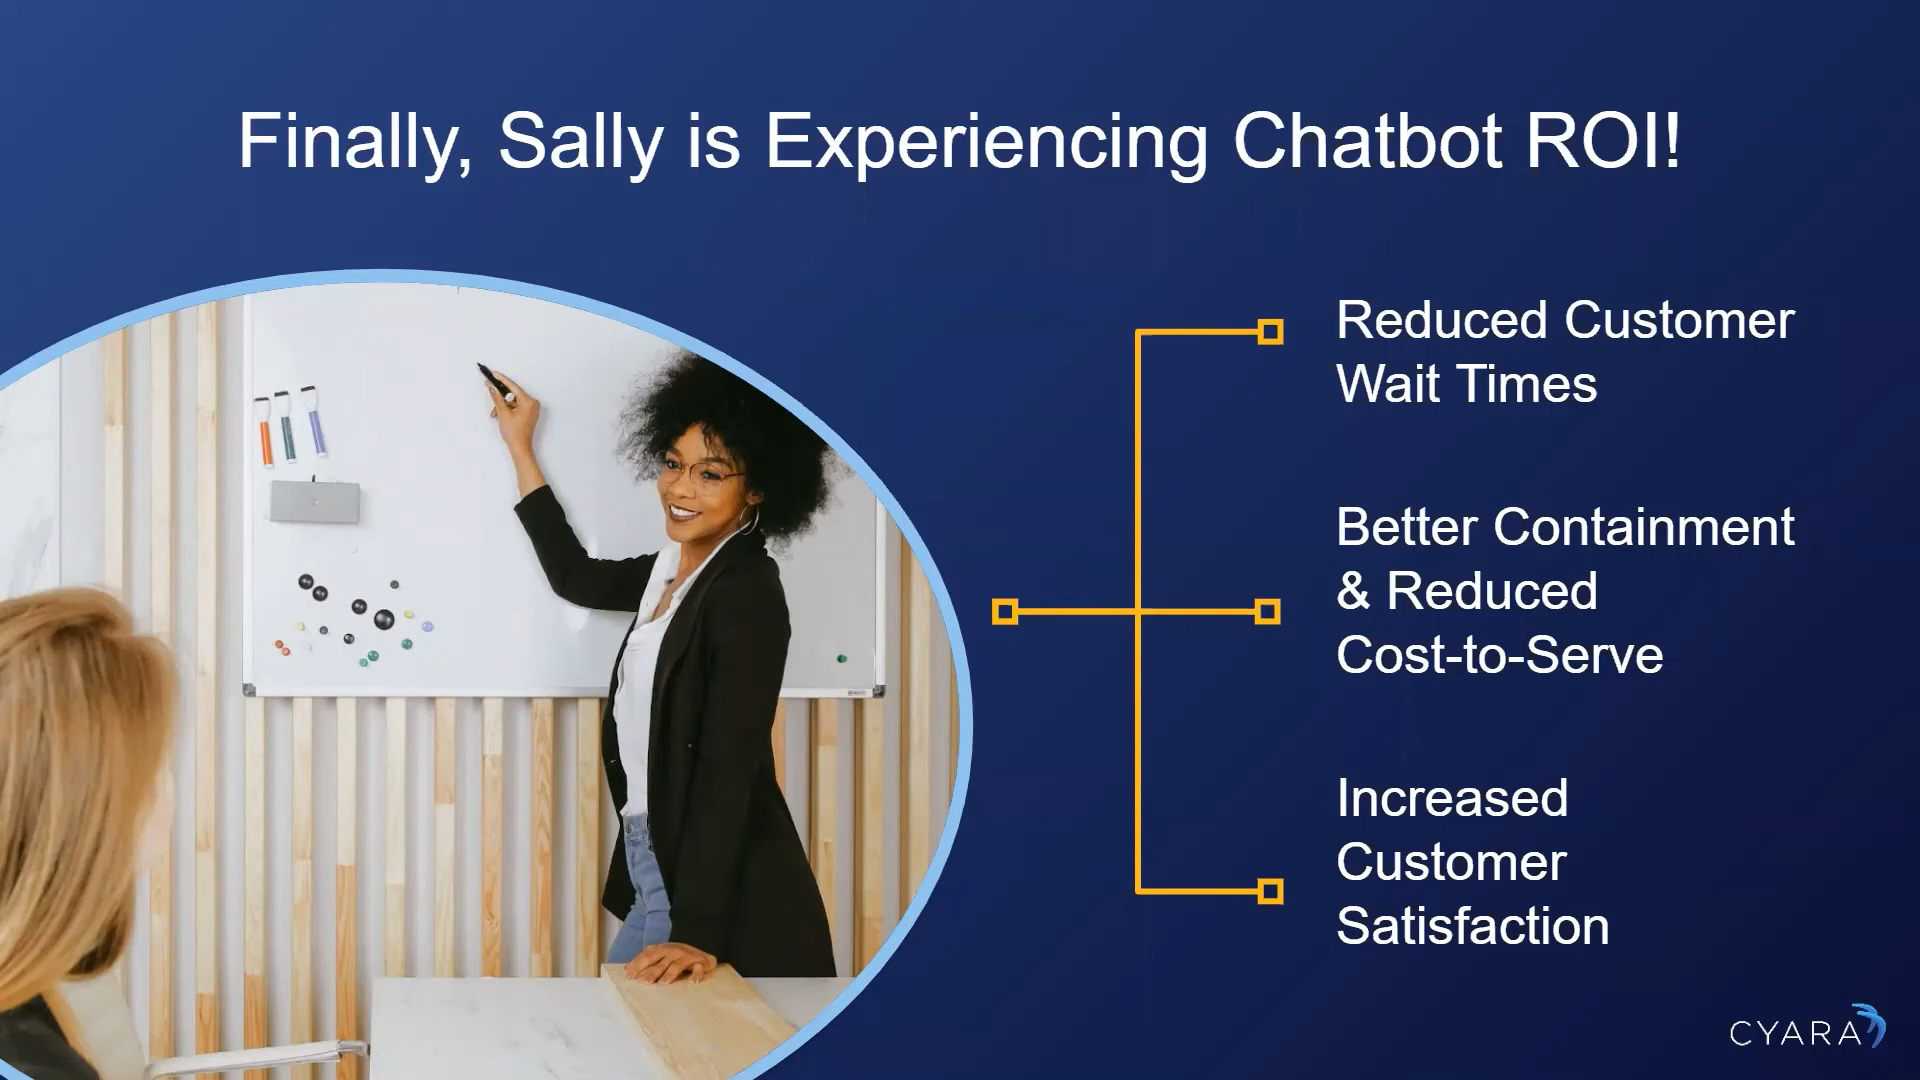 Finally, Sally is Experiencing Chatbot ROI!
Reduced Customer
Wait Times
Better Containment
& Reduced
Cost-to-Serve
Increased
Customer
Satisfaction
CYARA